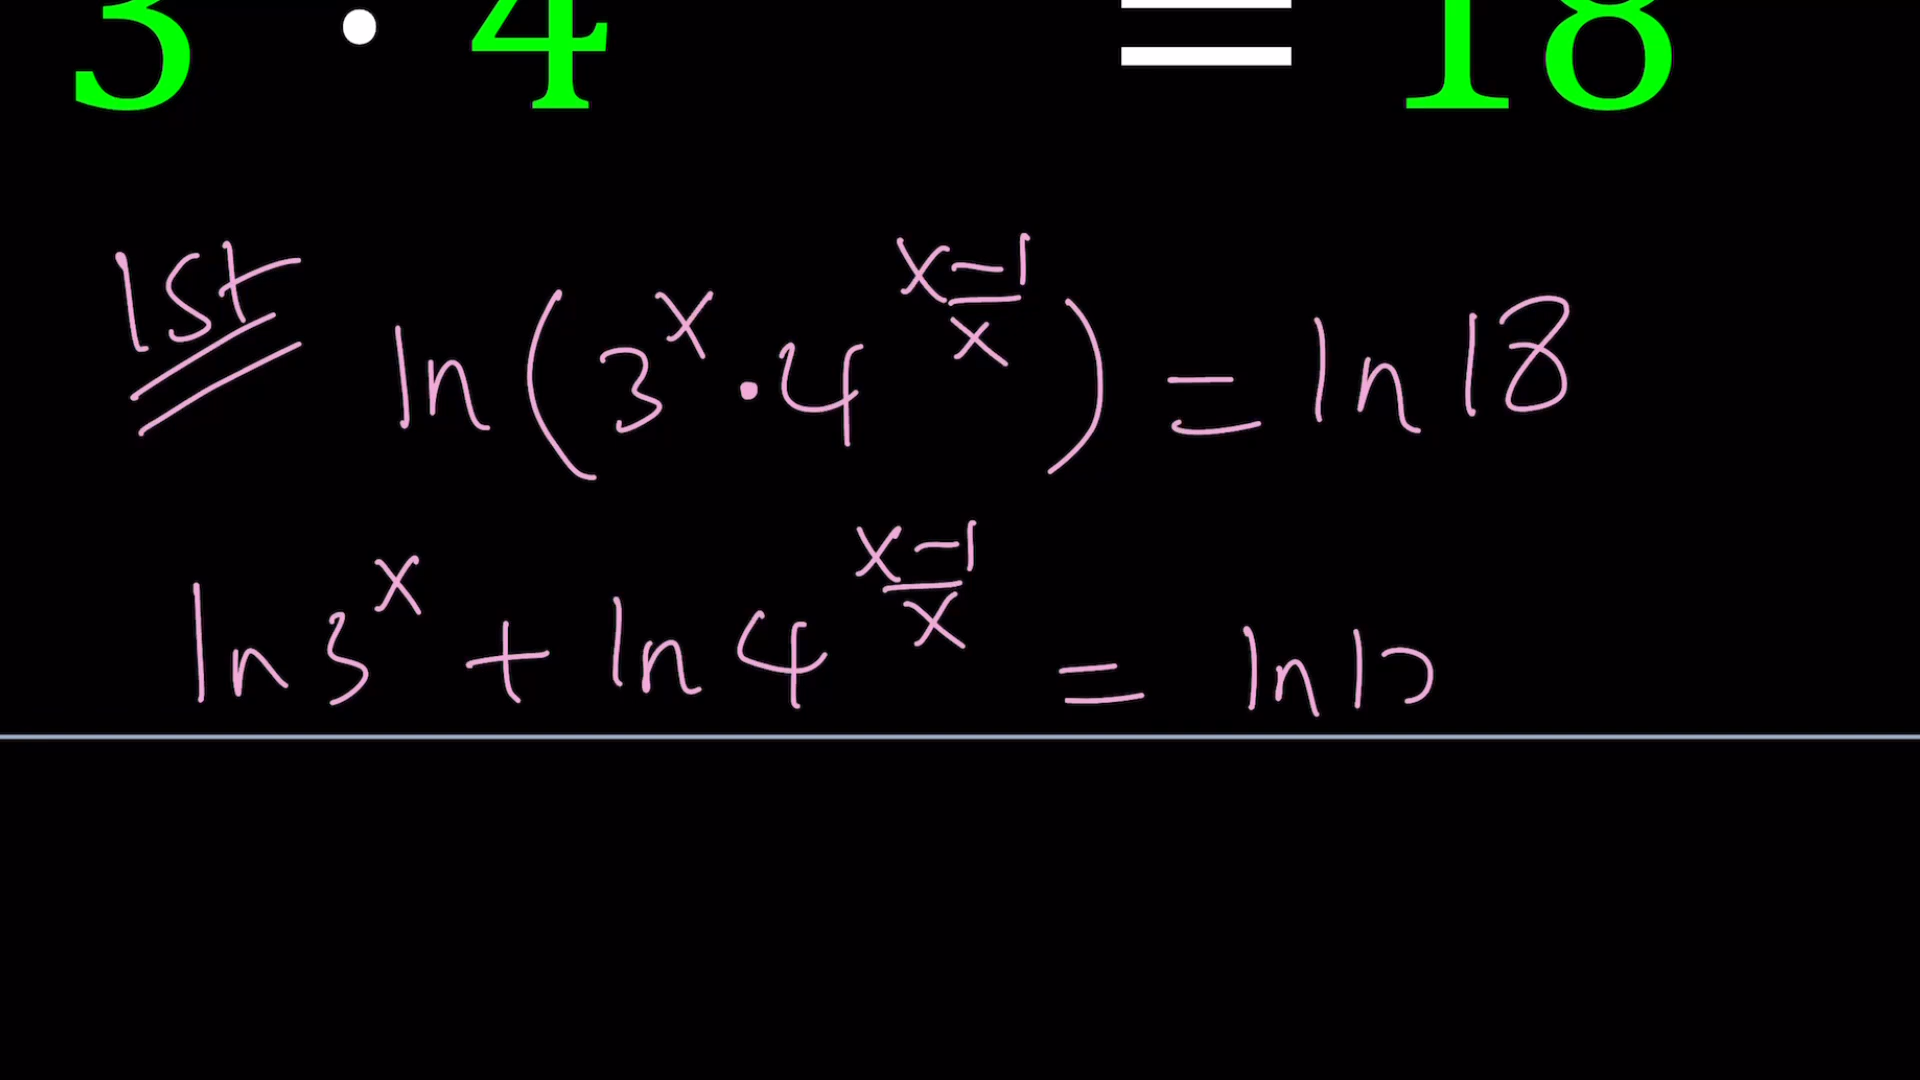 3 · 4 = 18
1st ln(3^x · 4^((x-1)/x)) = ln 18
ln 3^x + ln 4^((x-1)/x) = ln 1